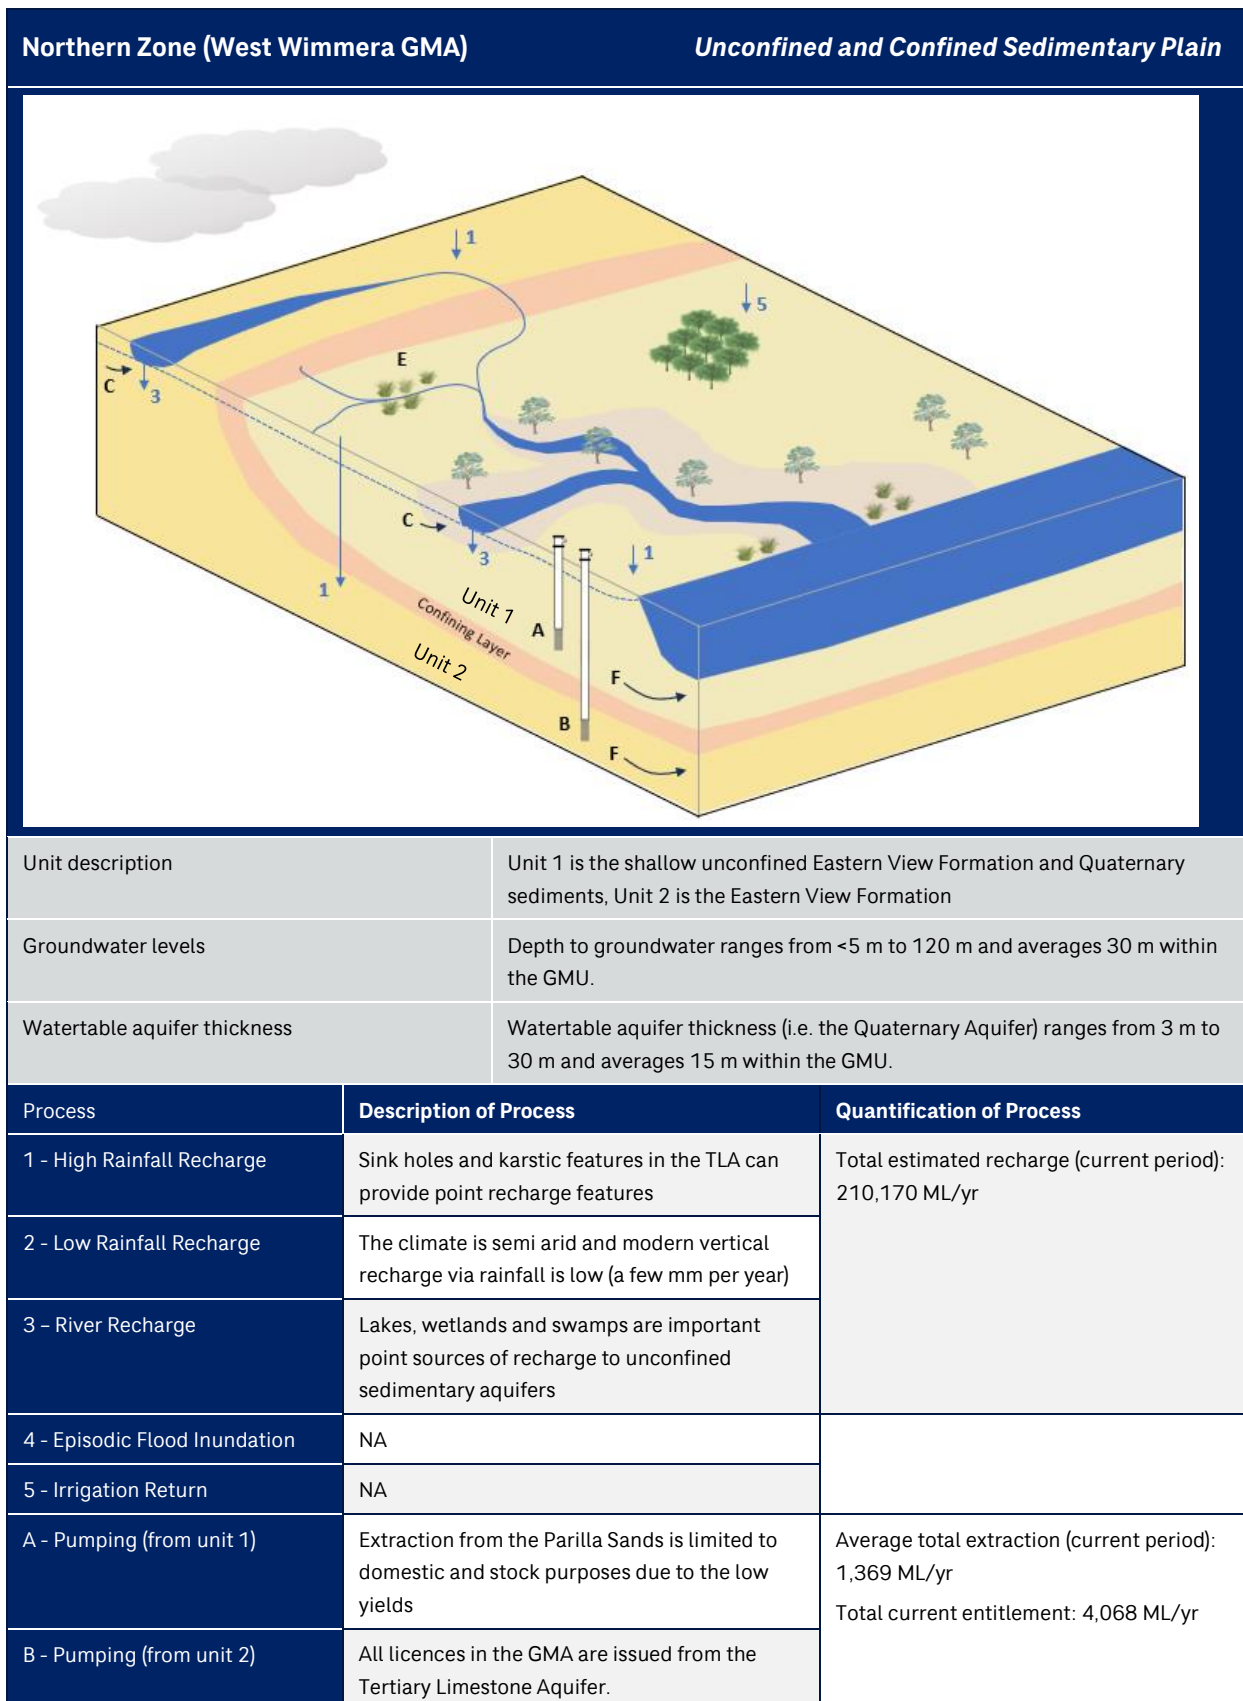 Northern Zone (West Wimmera GMA)
Unconfined and Confined Sedimentary Plain
1
5
E
C
3
C
3
1
1
Unit 1
Confining Layer
Unit 2
A
B
F
F
Unit description
Unit 1 is the shallow unconfined Eastern View Formation and Quaternary
sediments, Unit 2 is the Eastern View Formation
Groundwater levels
Depth to groundwater ranges from <5 m to 120 m and averages 30 m within
the GMU.
Watertable aquifer thickness
Watertable aquifer thickness (i.e. the Quaternary Aquifer) ranges from 3 m to
30 m and averages 15 m within the GMU.
Process
Description of Process
Quantification of Process
1 - High Rainfall Recharge
Sink holes and karstic features in the TLA can
provide point recharge features
Total estimated recharge (current period):
210,170 ML/yr
2 - Low Rainfall Recharge
The climate is semi arid and modern vertical
recharge via rainfall is low (a few mm per year)
3 – River Recharge
Lakes, wetlands and swamps are important
point sources of recharge to unconfined
sedimentary aquifers
4 - Episodic Flood Inundation
NA
5 - Irrigation Return
NA
A - Pumping (from unit 1)
Extraction from the Parilla Sands is limited to
domestic and stock purposes due to the low
yields
Average total extraction (current period):
1,369 ML/yr
Total current entitlement: 4,068 ML/yr
B - Pumping (from unit 2)
All licences in the GMA are issued from the
Tertiary Limestone Aquifer.